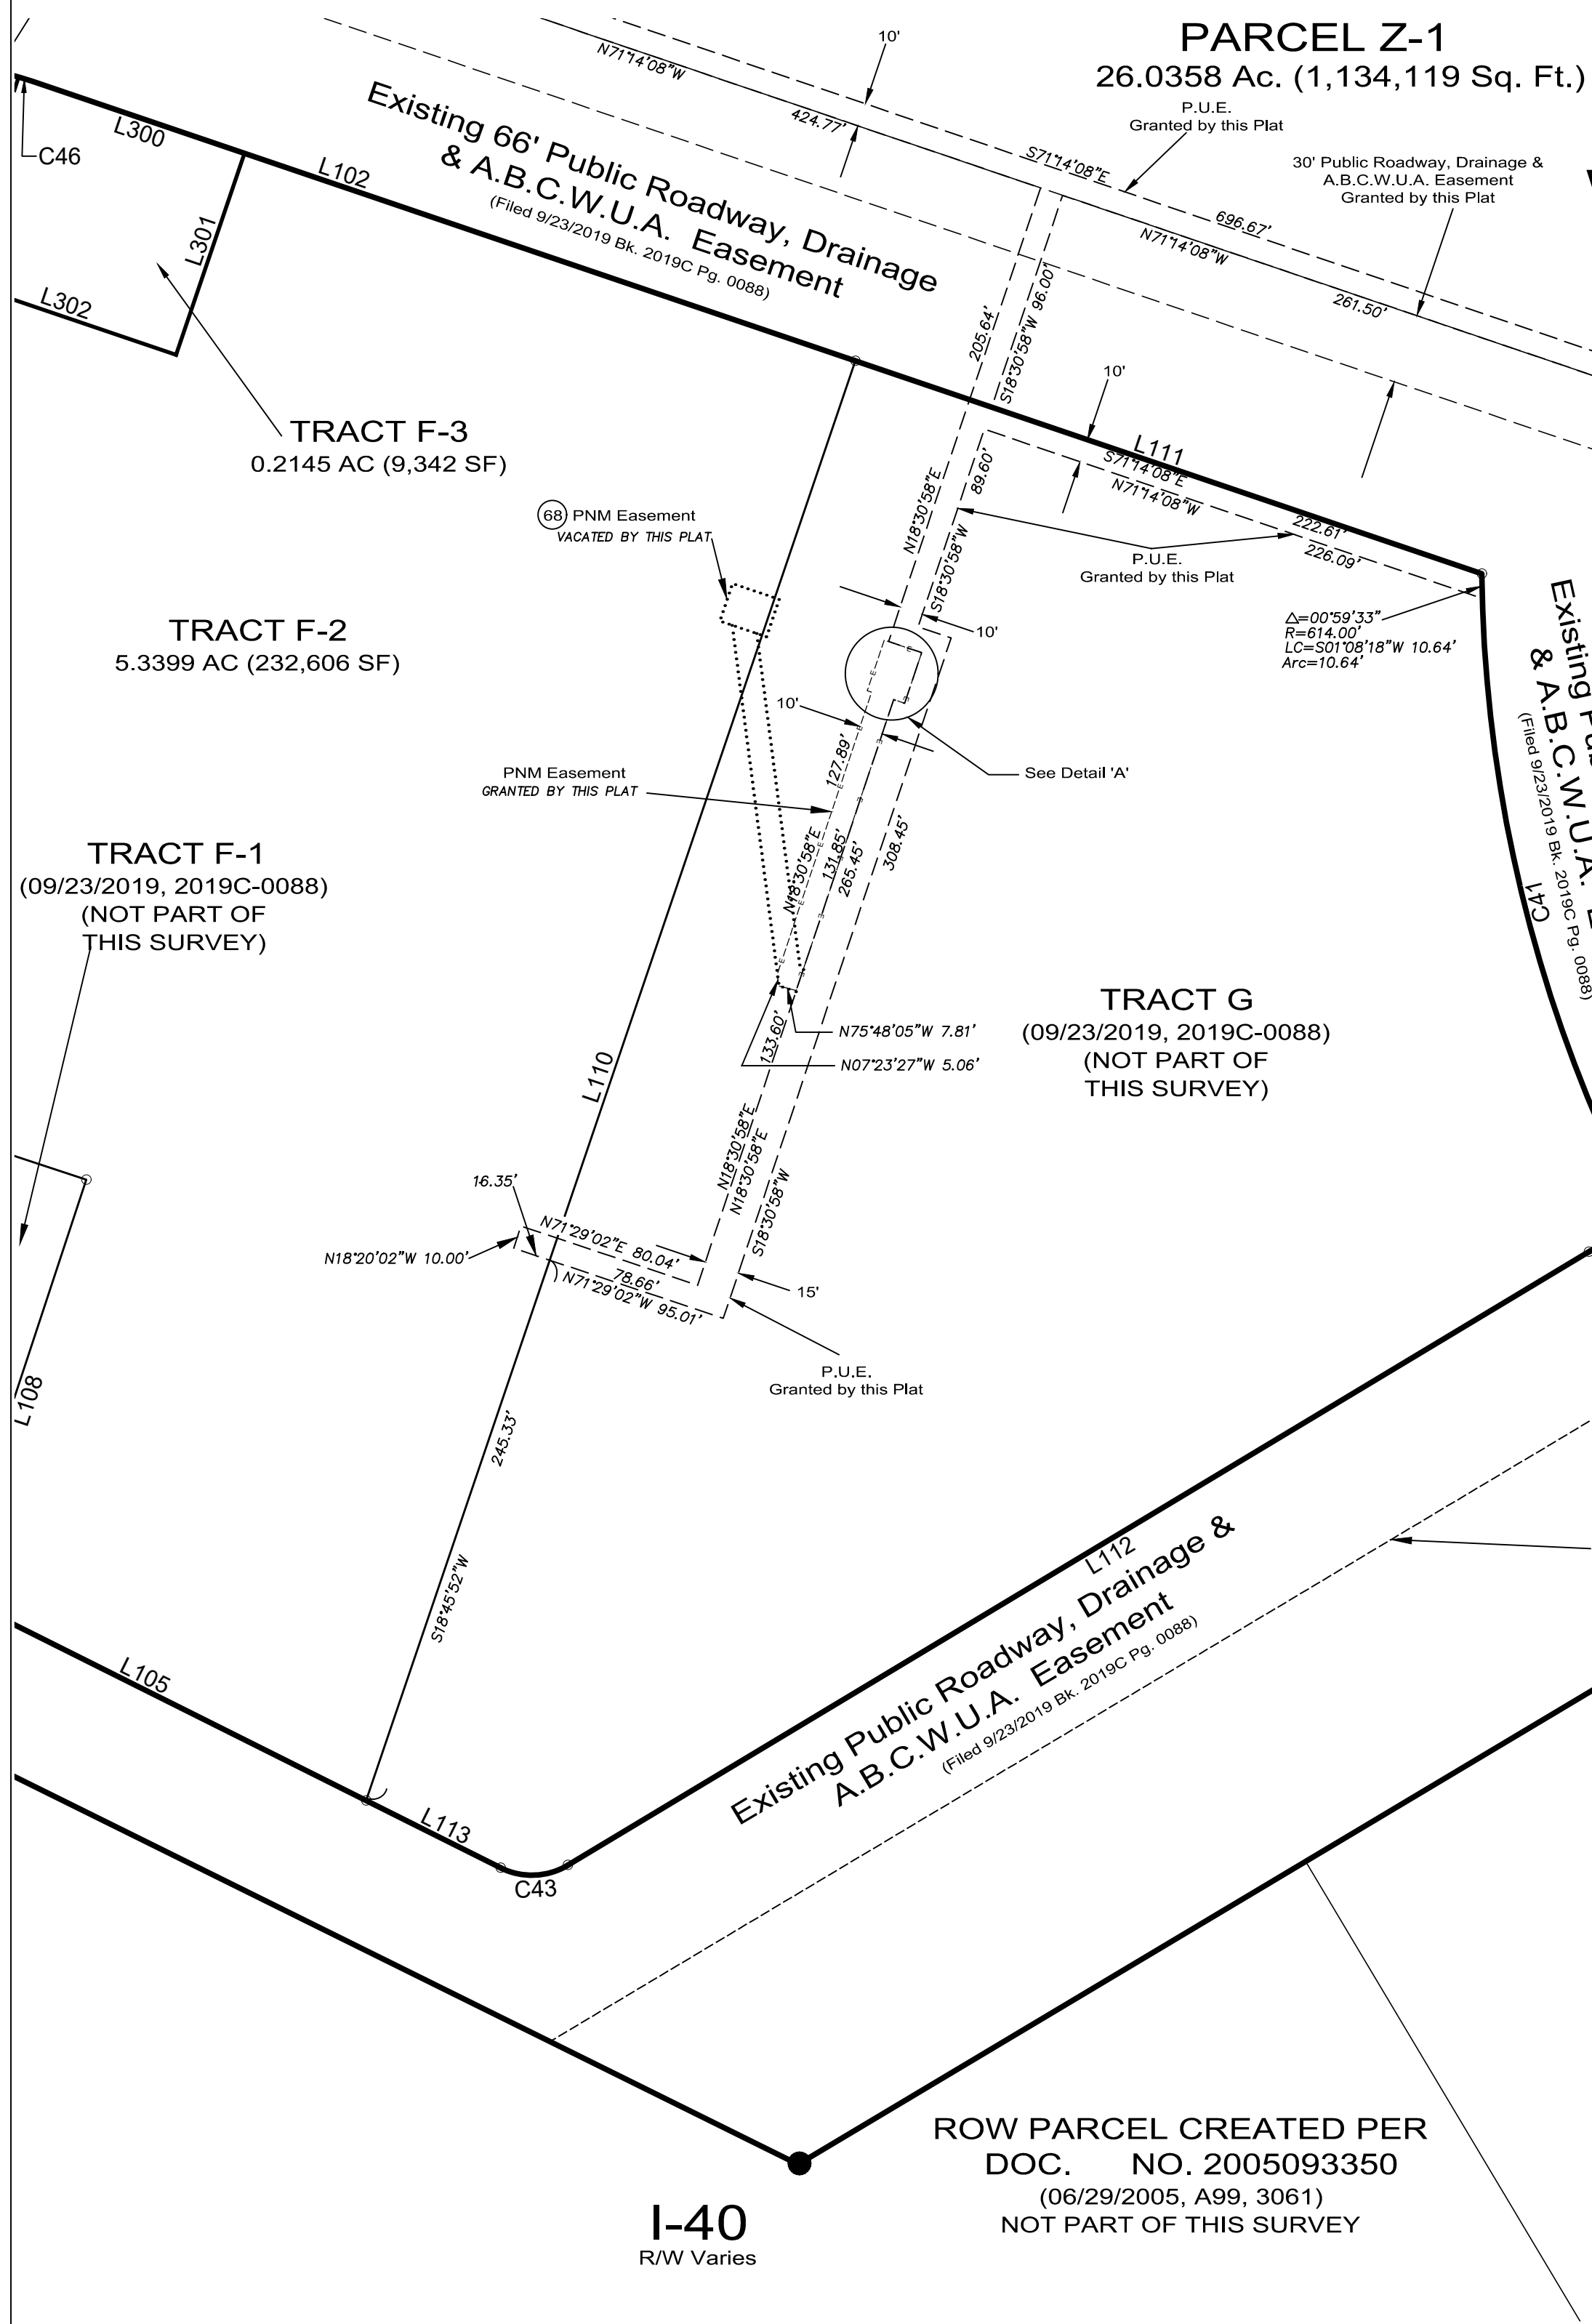 PARCEL Z-1
26.0358 Ac. (1,134,119 Sq. Ft.)
P.U.E.
Granted by this Plat
30' Public Roadway, Drainage &
A.B.C.W.U.A. Easement
Granted by this Plat
10'
N71°14'08"W
424.77'
S71°14'08"E
696.67'
N71°14'08"W
261.50'
L300
C46
L102
L301
L302
Existing 66' Public Roadway, Drainage
& A.B.C.W.U.A. Easement
(Filed 9/23/2019 Bk. 2019C Pg. 0088)
205.64'
S18°30'58"W 96.00'
10'
L111
S71°14'08"E
N71°14'08"W
222.61'
226.09'
TRACT F-3
0.2145 AC (9,342 SF)
89.60'
N18°30'58"E
S18°30'58"W
68 PNM Easement
VACATED BY THIS PLAT
P.U.E.
Granted by this Plat
TRACT F-2
5.3399 AC (232,606 SF)
10'
Δ=00°59'33"
R=614.00'
LC=S01°08'18"W 10.64'
Arc=10.64'
Existing Pub
& A.B.C.W.U.A. E
(Filed 9/23/2019 Bk. 2019C Pg. 0088)
C41
10'
127.89'
See Detail 'A'
PNM Easement
GRANTED BY THIS PLAT
N18°30'58"E
131.85'
265.45'
308.45'
TRACT F-1
(09/23/2019, 2019C-0088)
(NOT PART OF
THIS SURVEY)
TRACT G
(09/23/2019, 2019C-0088)
(NOT PART OF
THIS SURVEY)
N75°48'05"W 7.81'
N07°23'27"W 5.06'
133.60'
L110
N18°30'58"E
N18°30'58"E
S18°30'58"W
16.35'
N18°20'02"W 10.00'
N71°29'02"E 80.04'
78.66'
N71°29'02"W 95.01'
15'
P.U.E.
Granted by this Plat
L108
245.33'
S18°45'52"W
L112
Existing Public Roadway, Drainage &
A.B.C.W.U.A. Easement
(Filed 9/23/2019 Bk. 2019C Pg. 0088)
L105
L113
C43
ROW PARCEL CREATED PER
DOC. NO. 2005093350
(06/29/2005, A99, 3061)
NOT PART OF THIS SURVEY
I-40
R/W Varies